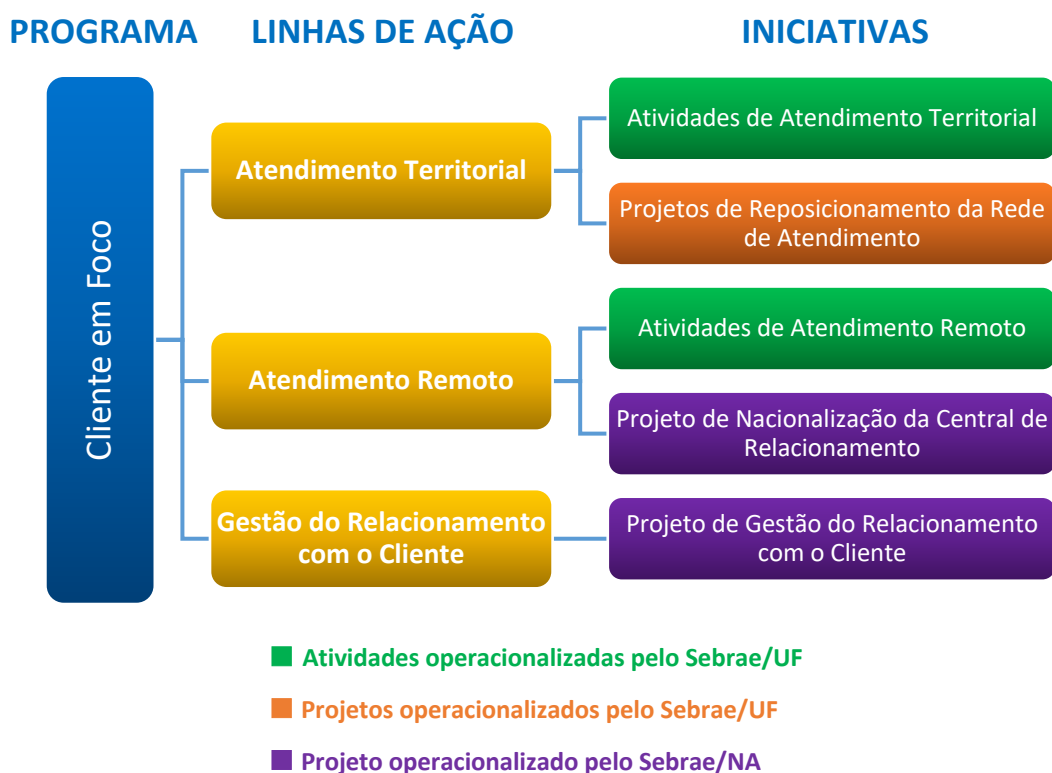 PROGRAMA
LINHAS DE AÇÃO
INICIATIVAS
Cliente em Foco
Atendimento Territorial
Atividades de Atendimento Territorial
Projetos de Reposicionamento da Rede
de Atendimento
Atendimento Remoto
Atividades de Atendimento Remoto
Projeto de Nacionalização da Central de
Relacionamento
Gestão do Relacionamento
com o Cliente
Projeto de Gestão do Relacionamento
com o Cliente
Atividades operacionalizadas pelo Sebrae/UF
Projetos operacionalizados pelo Sebrae/UF
Projeto operacionalizado pelo Sebrae/NA